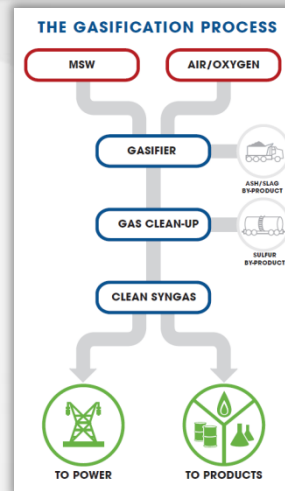 THE GASIFICATION PROCESS
MSW
AIR/OXYGEN
GASIFIER
ASH/SLAG
BY-PRODUCT
GAS CLEAN-UP
SULFUR
BY-PRODUCT
CLEAN SYNGAS
TO POWER
TO PRODUCTS